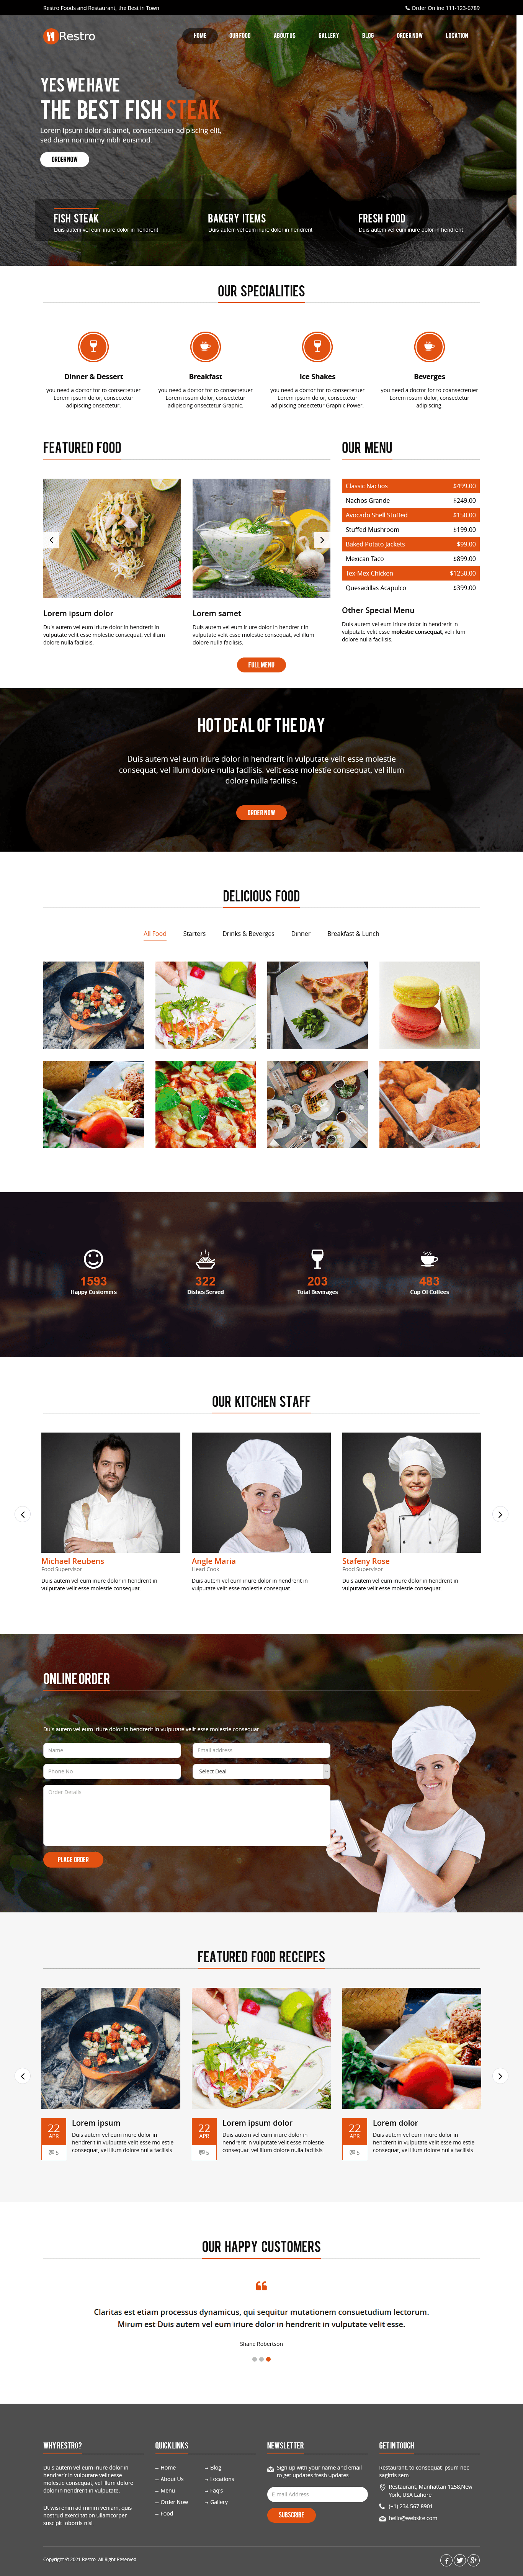 Restro Foods and Restaurant, the Best in Town
Order Online 111-123-6789
Restro
HOME
OUR FOOD
ABOUT US
GALLERY
BLOG
ORDER NOW
LOCATION
YES WE HAVE
THE BEST FISH STEAK
Lorem ipsum dolor sit amet, consectetuer adipiscing elit,
sed diam nonummy nibh euismod.
ORDER NOW
FISH STEAK
Duis autem vel eum iriure dolor in hendrerit
BAKERY ITEMS
Duis autem vel eum iriure dolor in hendrerit
FRESH FOOD
Duis autem vel eum iriure dolor in hendrerit
OUR SPECIALITIES
Dinner & Dessert
you need a doctor for to consectetuer
Lorem ipsum dolor, consectetur
adipiscing onsectetur.
Breakfast
you need a doctor for to consectetuer
Lorem ipsum dolor, consectetur
adipiscing onsectetur Graphic.
Ice Shakes
you need a doctor for to consectetuer
Lorem ipsum dolor, consectetur
adipiscing onsectetur Graphic Power.
Beverges
you need a doctor for to coansectetuer
Lorem ipsum dolor, consectetur
adipiscing.
FEATURED FOOD
Lorem ipsum dolor
Duis autem vel eum iriure dolor in hendrerit in
vulputate velit esse molestie consequat, vel illum
dolore nulla facilisis.
Lorem samet
Duis autem vel eum iriure dolor in hendrerit in
vulputate velit esse molestie consequat, vel illum
dolore nulla facilisis.
FULL MENU
OUR MENU
Classic Nachos $499.00
Nachos Grande $249.00
Avocado Shell Stuffed $150.00
Stuffed Mushroom $199.00
Baked Potato Jackets $99.00
Mexican Taco $899.00
Tex-Mex Chicken $1250.00
Quesadillas Acapulco $399.00
Other Special Menu
Duis autem vel eum iriure dolor in hendrerit in
vulputate velit esse molestie consequat, vel illum
dolore nulla facilisis.
HOT DEAL OF THE DAY
Duis autem vel eum iriure dolor in hendrerit in vulputate velit esse molestie
consequat, vel illum dolore nulla facilisis. velit esse molestie consequat, vel illum
dolore nulla facilisis.
ORDER NOW
DELICIOUS FOOD
All Food
Starters
Drinks & Beverges
Dinner
Breakfast & Lunch
1593
Happy Customers
322
Dishes Served
203
Total Beverages
483
Cup Of Coffees
OUR KITCHEN STAFF
Michael Reubens
Food Supervisor
Duis autem vel eum iriure dolor in hendrerit in
vulputate velit esse molestie consequat.
Angle Maria
Head Cook
Duis autem vel eum iriure dolor in hendrerit in
vulputate velit esse molestie consequat.
Stafeny Rose
Food Supervisor
Duis autem vel eum iriure dolor in hendrerit in
vulputate velit esse molestie consequat.
ONLINE ORDER
Duis autem vel eum iriure dolor in hendrerit in vulputate velit esse molestie consequat.
Name
Email address
Phone No
Select Deal
Order Details
PLACE ORDER
FEATURED FOOD RECEIPES
22
APR
5
Lorem ipsum
Duis autem vel eum iriure dolor in
hendrerit in vulputate velit esse molestie
consequat, vel illum dolore nulla facilisis.
22
APR
5
Lorem ipsum dolor
Duis autem vel eum iriure dolor in
hendrerit in vulputate velit esse molestie
consequat, vel illum dolore nulla facilisis.
22
APR
5
Lorem dolor
Duis autem vel eum iriure dolor in
hendrerit in vulputate velit esse molestie
consequat, vel illum dolore nulla facilisis.
OUR HAPPY CUSTOMERS
Claritas est etiam processus dynamicus, qui sequitur mutationem consuetudium lectorum.
Mirum est Duis autem vel eum iriure dolor in hendrerit in vulputate velit esse.
Shane Robertson
WHY RESTRO?
Duis autem vel eum iriure dolor in
hendrerit in vulputate velit esse
molestie consequat, vel illum dolore
dolor in hendrerit in vulputate.
Ut wisi enim ad minim veniam, quis
nostrud exerci tation ullamcorper
suscipit lobortis nisl.
QUICK LINKS
Home
About Us
Menu
Order Now
Food
Blog
Locations
Faq's
Gallery
NEWSLETTER
Sign up with your name and email
to get updates fresh updates.
E.mail Address
SUBSCRIBE
GET IN TOUCH
Restaurant, to consequat ipsum nec
sagittis sem.
Restaurant, Manhattan 1258,New
York, USA Lahore
(+1) 234 567 8901
hello@website.com
Copyright © 2021 Restro. All Right Reserved